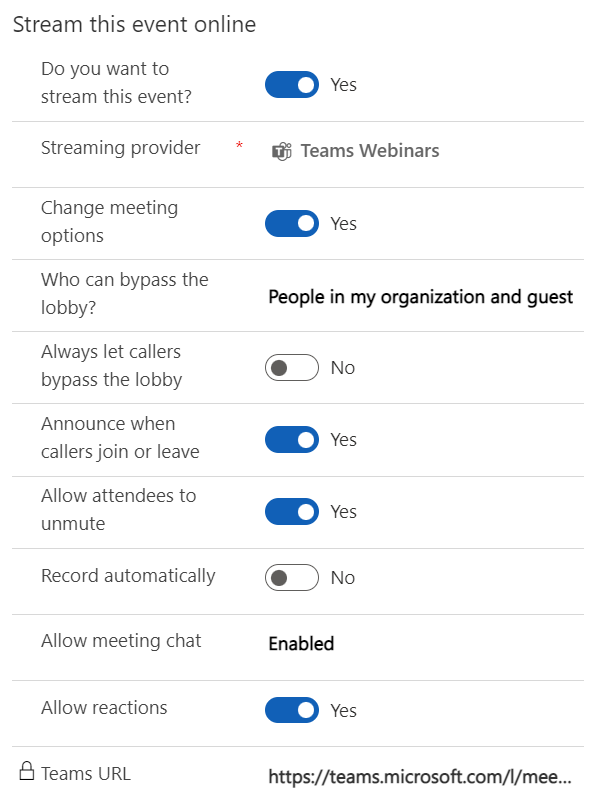 Stream this event online
Do you want to
stream this event?
Yes
Streaming provider * Teams Webinars
Change meeting
options
Yes
Who can bypass the
lobby?
People in my organization and guest
Always let callers
bypass the lobby
No
Announce when
callers join or leave
Yes
Allow attendees to
unmute
Yes
Record automatically No
Allow meeting chat Enabled
Allow reactions Yes
Teams URL https://teams.microsoft.com/l/mee...